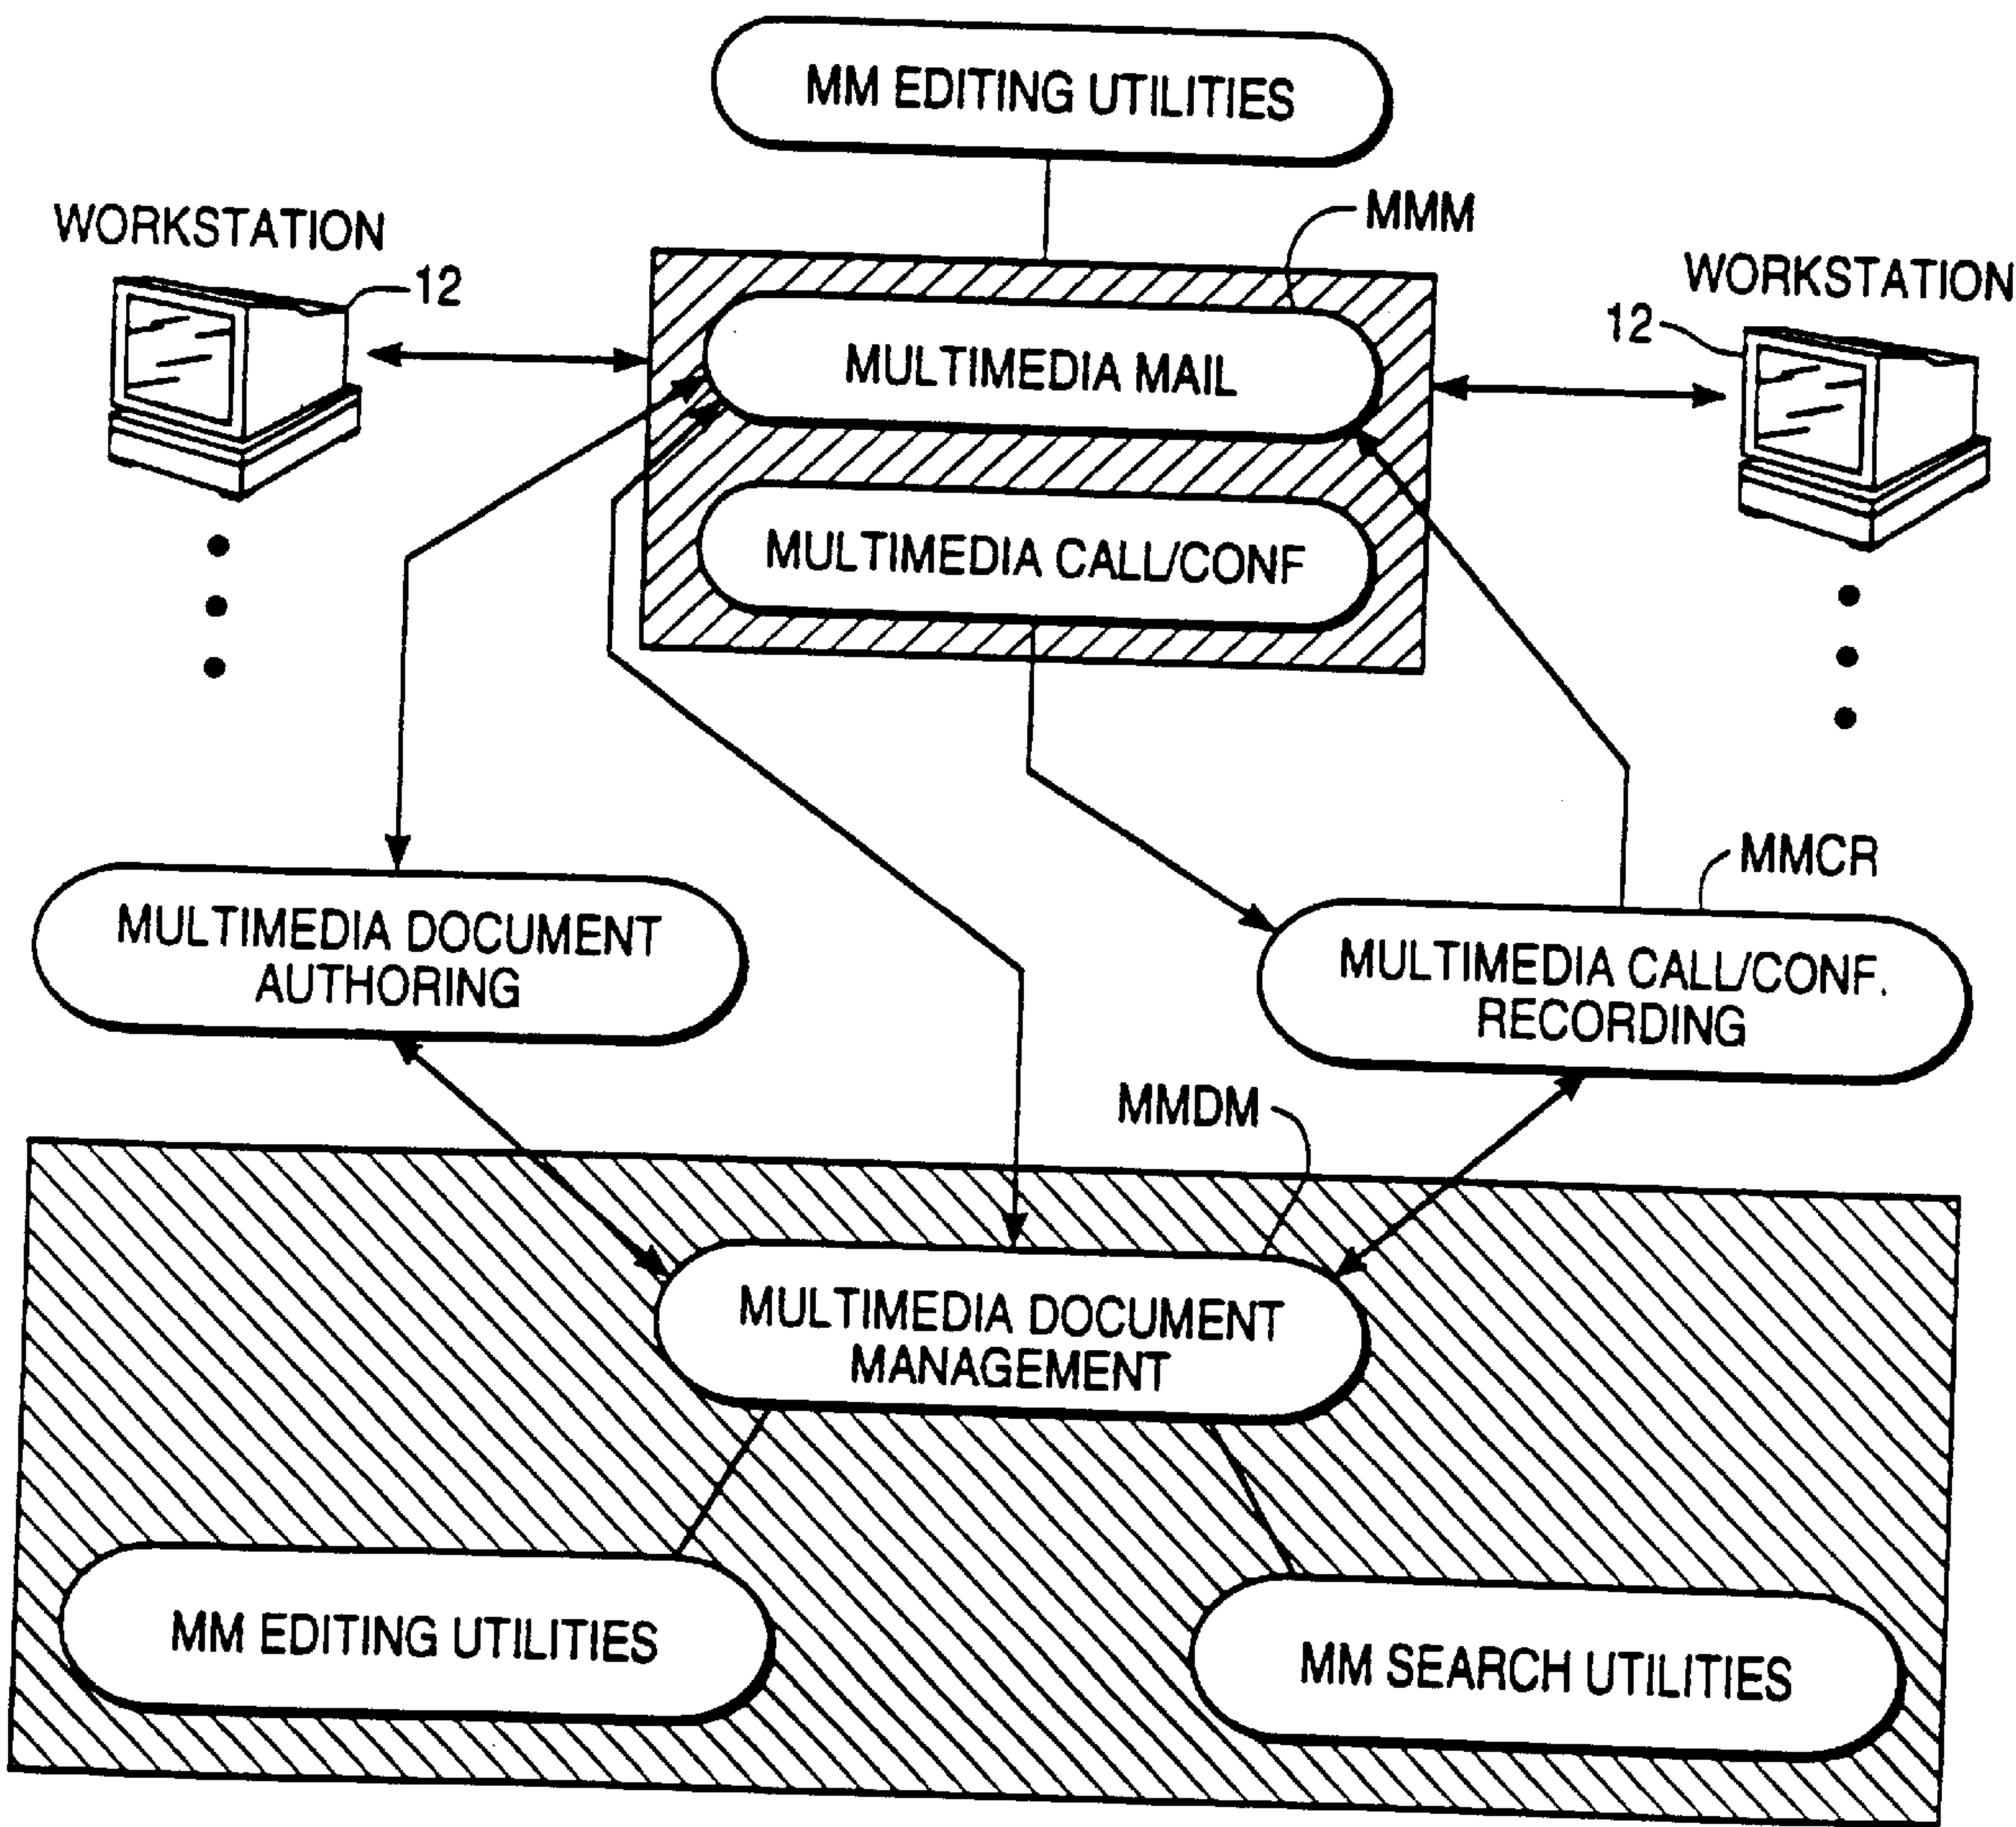 MM EDITING UTILITIES
MMM
WORKSTATION
12
WORKSTATION
12
MULTIMEDIA MAIL
MULTIMEDIA CALL/CONF
MMCR
MULTIMEDIA DOCUMENT
AUTHORING
MULTIMEDIA CALL/CONF.
RECORDING
MMDM
MULTIMEDIA DOCUMENT
MANAGEMENT
MM EDITING UTILITIES
MM SEARCH UTILITIES